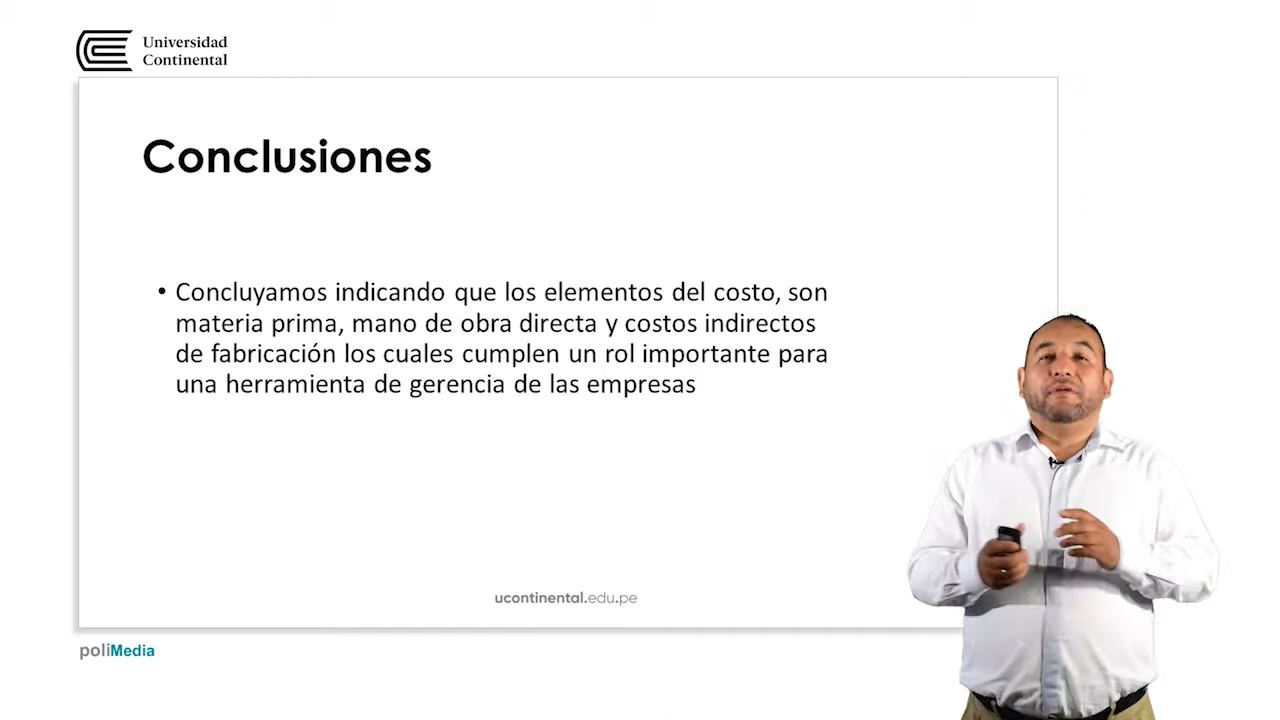 Universidad
Continental
Conclusiones
• Concluyamos indicando que los elementos del costo, son
materia prima, mano de obra directa y costos indirectos
de fabricación los cuales cumplen un rol importante para
una herramienta de gerencia de las empresas
ucontinental.edu.pe
poliMedia